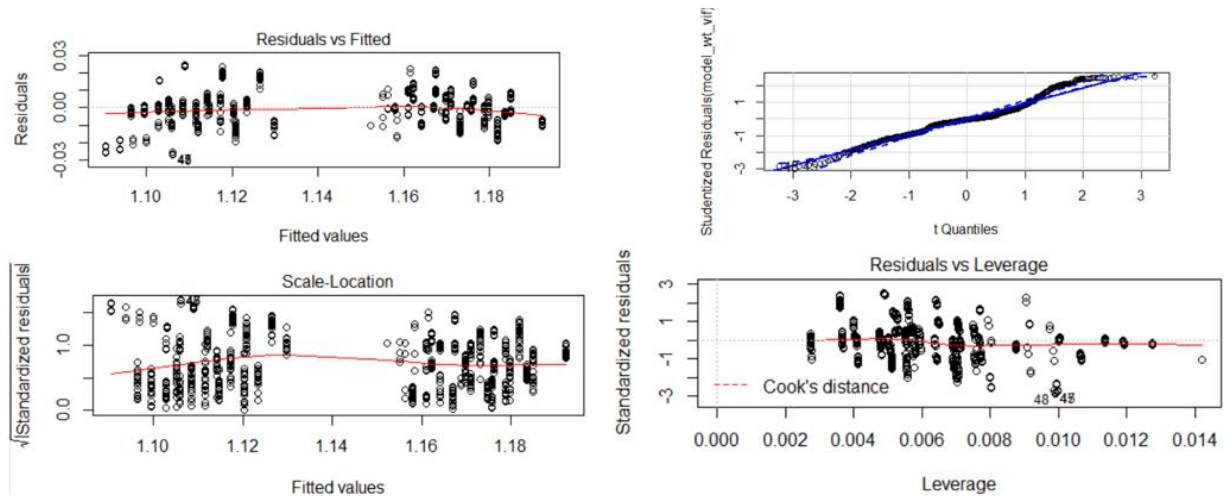 Residuals vs Fitted
Residuals
0.03
0.00
-0.03
45
1.10 1.12 1.14 1.16 1.18
Fitted values
Studentized Residuals(model_wt_vif)
1
-1
-3
-3 -2 -1 0 1 2 3
t Quantiles
Scale-Location
√|Standardized residuals|
1.0
0.0
1.10 1.12 1.14 1.16 1.18
Fitted values
Residuals vs Leverage
Standardized residuals
3
1
-1
-3
Cook's distance
48
0.000 0.002 0.004 0.006 0.008 0.010 0.012 0.014
Leverage